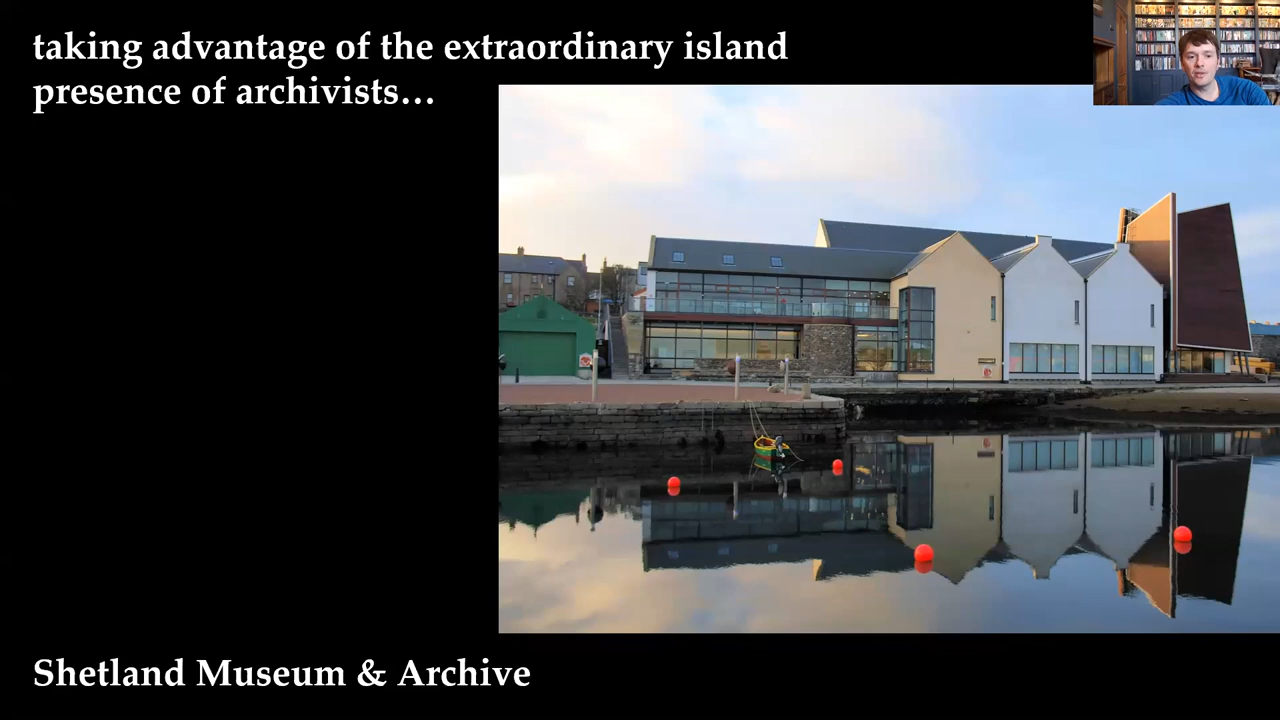 taking advantage of the extraordinary island
presence of archivists…
Shetland Museum & Archive